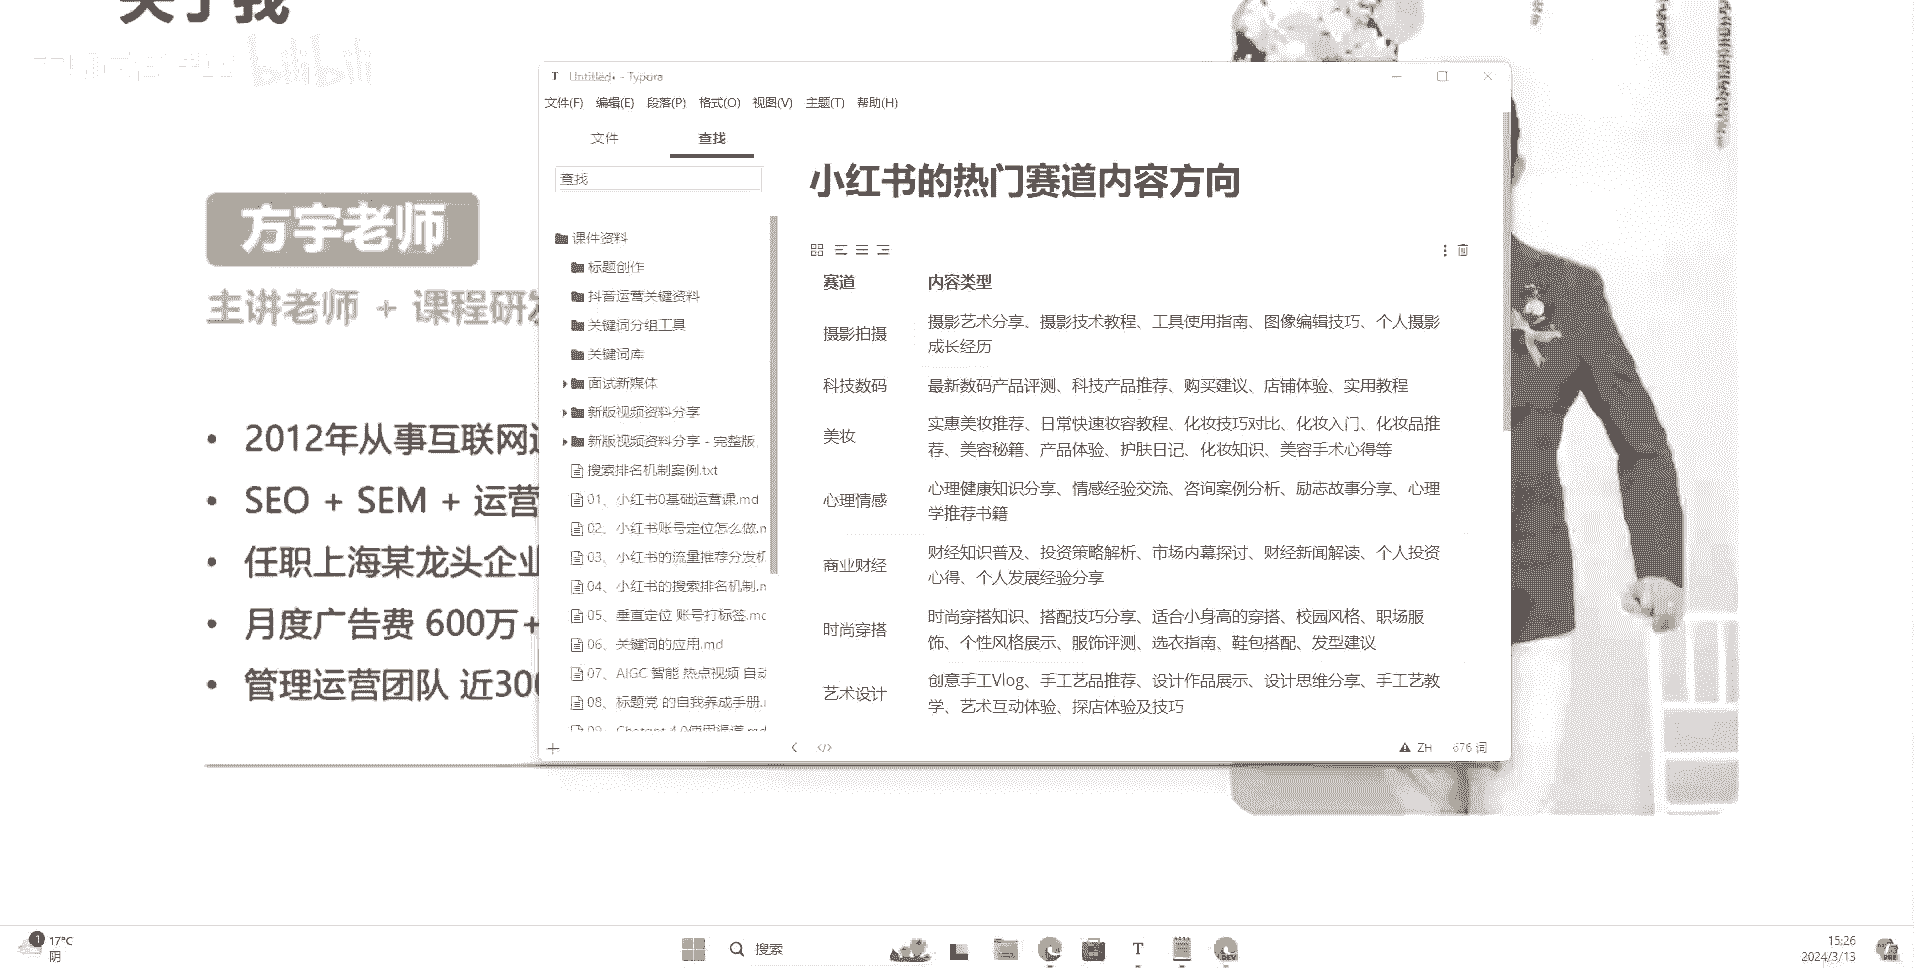 关于我
bilibili
方宇老师
主讲老师 + 课程研发
• 2012年从事互联网
• SEO + SEM + 运营
• 任职上海某龙头企业
• 月度广告费 600万+
• 管理运营团队 近300
Untitled• - Typora
文件(F) 编辑(E) 段落(P) 格式(O) 视图(V) 主题(T) 帮助(H)
文件 查找
查找
课件资料
标题创作
抖音运营关键资料
关键词分组工具
关键词库
面试新媒体
新版视频资料分享
新版视频资料分享 - 完整版
搜索排名机制案例.txt
01、小红书0基础运营课.md
02、小红书账号定位怎么做.m
03、小红书的流量推荐分发机
04、小红书的搜索排名机制.m
05、垂直定位 账号打标签.md
06、关键词的应用.md
07、AIGC 智能 热点视频 自动
08、标题党 的自我养成手册.
09、Chatgpt 4.0使用渠道.md
小红书的热门赛道内容方向
赛道 内容类型
摄影拍摄 摄影艺术分享、摄影技术教程、工具使用指南、图像编辑技巧、个人摄影
成长经历
科技数码 最新数码产品评测、科技产品推荐、购买建议、店铺体验、实用教程
美妆 实惠美妆推荐、日常快速妆容教程、化妆技巧对比、化妆入门、化妆品推
荐、美容秘籍、产品体验、护肤日记、化妆知识、美容手术心得等
心理情感 心理健康知识分享、情感经验交流、咨询案例分析、励志故事分享、心理
学推荐书籍
商业财经 财经知识普及、投资策略解析、市场内幕探讨、财经新闻解读、个人投资
心得、个人发展经验分享
时尚穿搭 时尚穿搭知识、搭配技巧分享、适合小身高的穿搭、校园风格、职场服
饰、个性风格展示、服饰评测、选衣指南、鞋包搭配、发型建议
艺术设计 创意手工Vlog、手工艺品推荐、设计作品展示、设计思维分享、手工艺教
学、艺术互动体验、探店体验及技巧
ZH 676 词
1 17°C
阴
搜索
15:26
2024/3/13